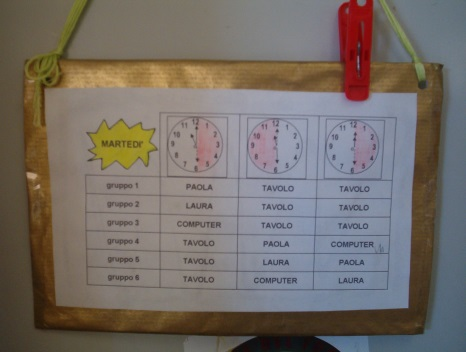 MARTEDI'
gruppo 1 PAOLA TAVOLO TAVOLO
gruppo 2 LAURA TAVOLO TAVOLO
gruppo 3 COMPUTER TAVOLO TAVOLO
gruppo 4 TAVOLO PAOLA COMPUTER
gruppo 5 TAVOLO LAURA PAOLA
gruppo 6 TAVOLO COMPUTER LAURA